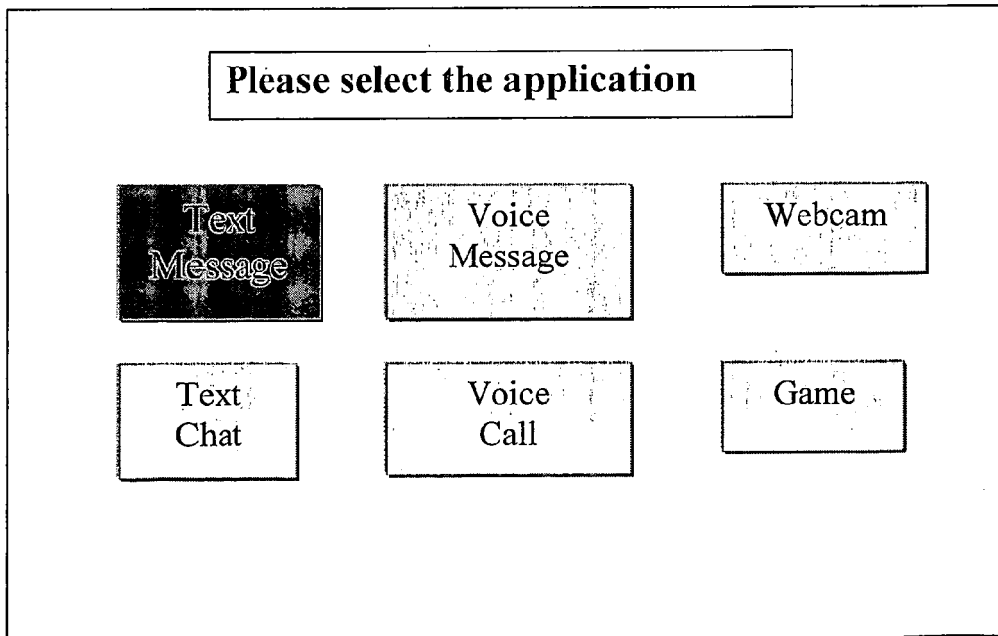 Please select the application
Text
Message
Voice
Message
Webcam
Text
Chat
Voice
Call
Game